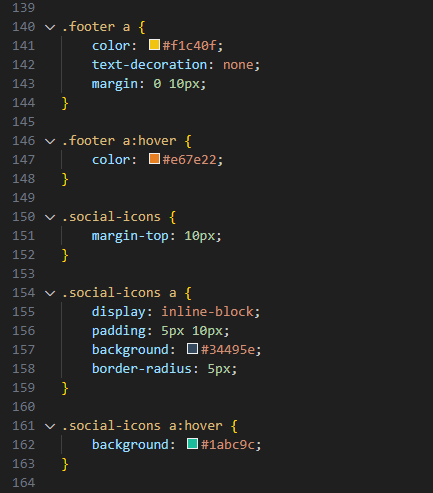 139
140 .footer a {
141     color: #f1c40f;
142     text-decoration: none;
143     margin: 0 10px;
144 }
145
146 .footer a:hover {
147     color: #e67e22;
148 }
149
150 .social-icons {
151     margin-top: 10px;
152 }
153
154 .social-icons a {
155     display: inline-block;
156     padding: 5px 10px;
157     background: #34495e;
158     border-radius: 5px;
159 }
160
161 .social-icons a:hover {
162     background: #1abc9c;
163 }
164